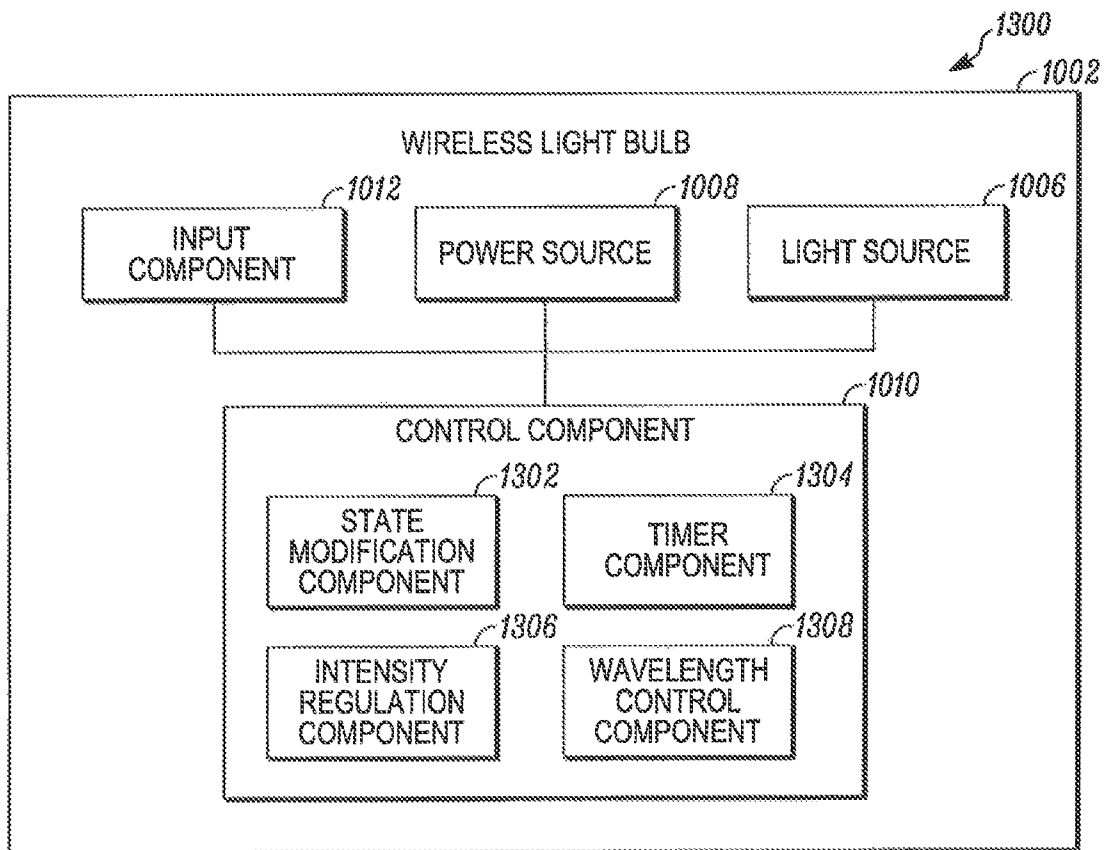 1300
1002
WIRELESS LIGHT BULB
1012
1008
1006
INPUT
COMPONENT
POWER SOURCE
LIGHT SOURCE
1010
CONTROL COMPONENT
1302
1304
STATE
MODIFICATION
COMPONENT
TIMER
COMPONENT
1306
1308
INTENSITY
REGULATION
COMPONENT
WAVELENGTH
CONTROL
COMPONENT